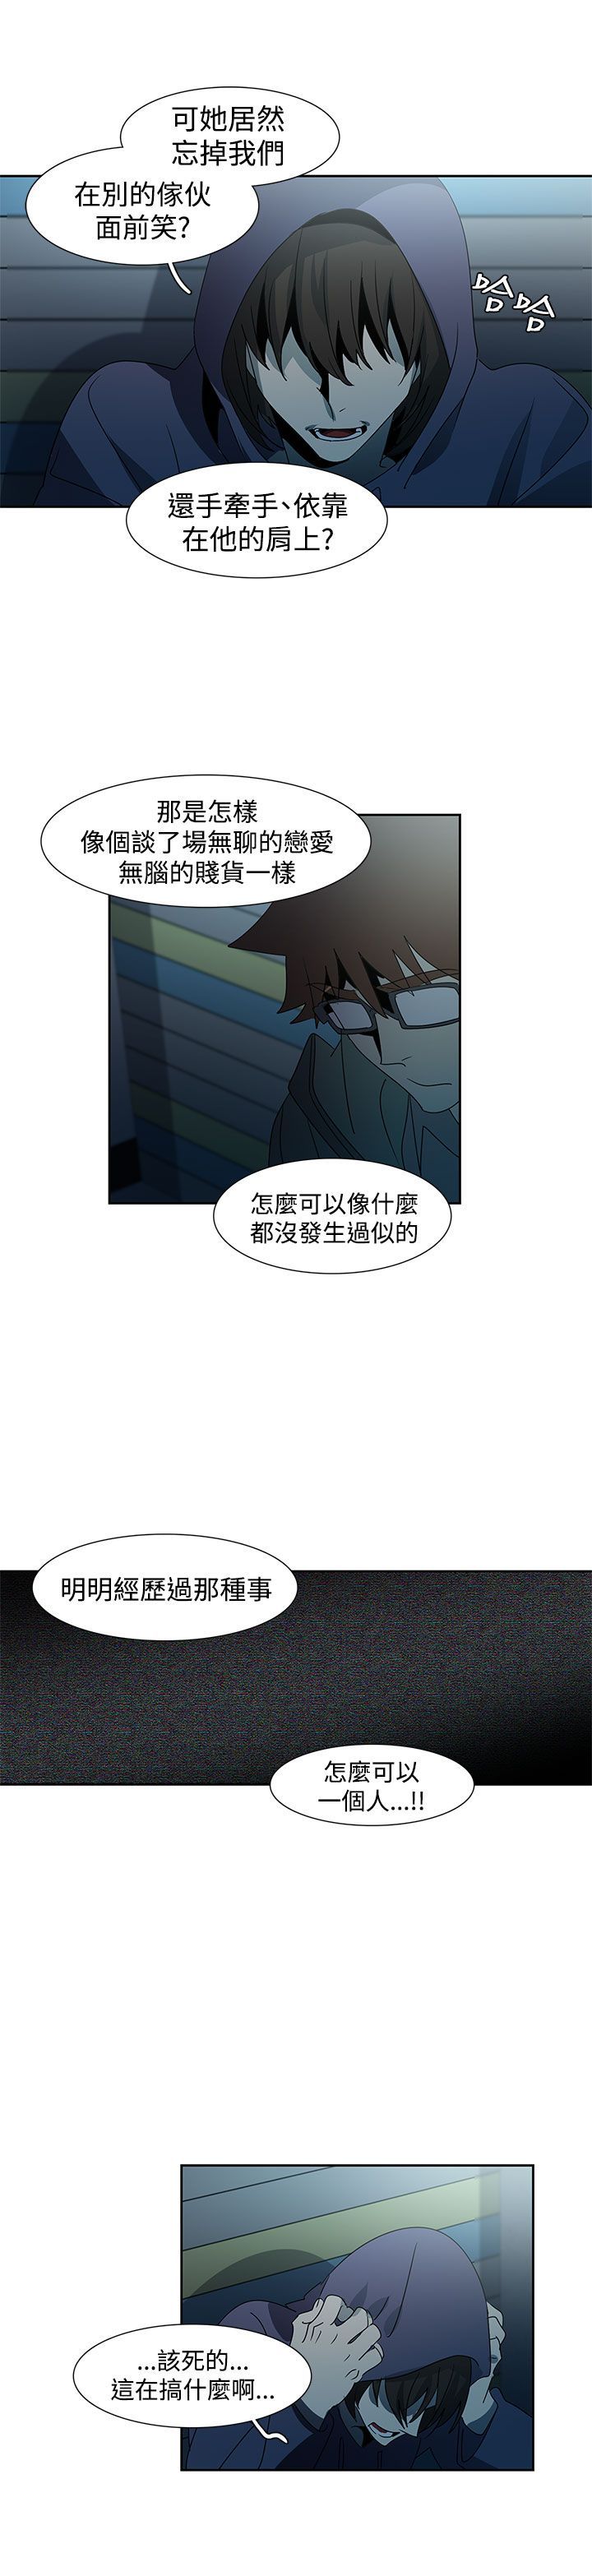 可她居然
忘掉我們
在別的傢伙
面前笑?
哈哈
還手牽手、依靠
在他的肩上?
那是怎樣
像個談了場無聊的戀愛
無腦的賤貨一樣
怎麼可以像什麼
都沒發生過似的
明明經歷過那種事
怎麼可以
一個人...!!
...該死的...
這在搞什麼啊...